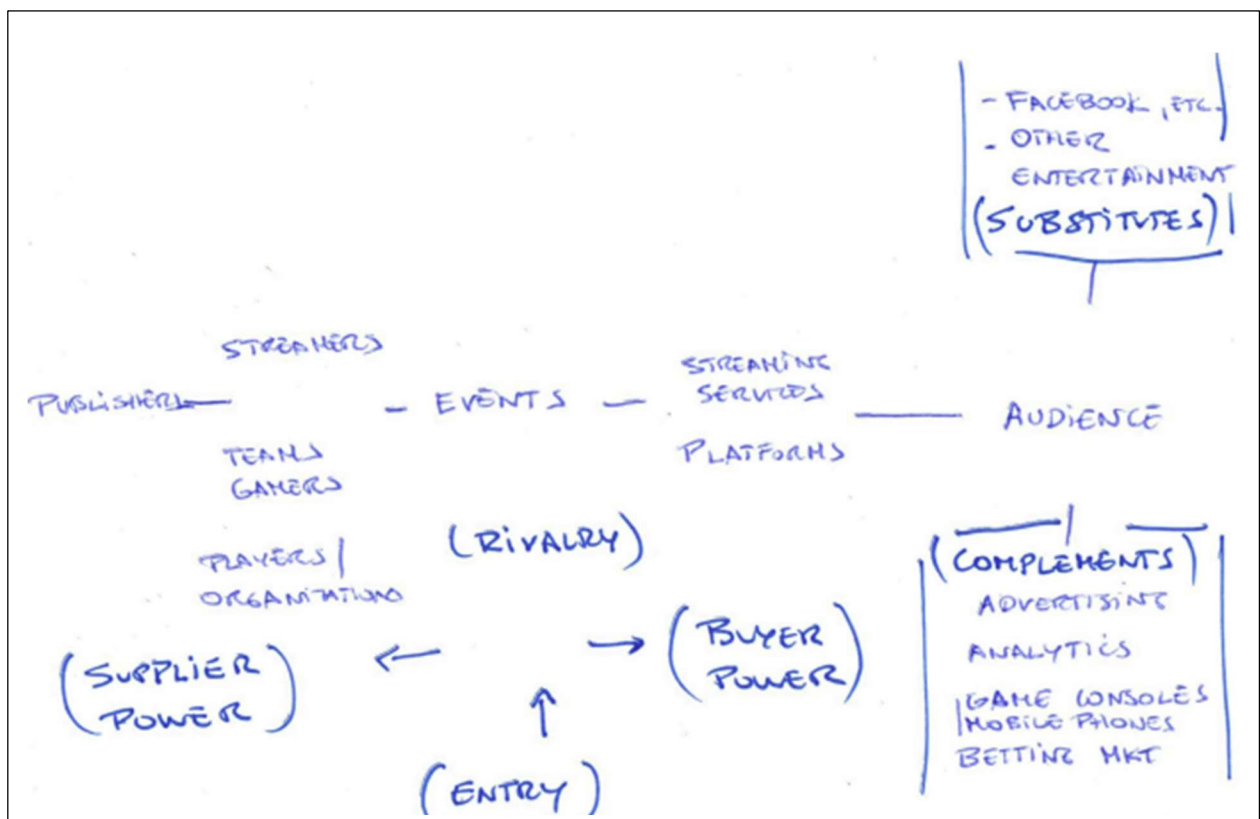 - FACEBOOK, ETC.
- OTHER
ENTERTAINMENT
(SUBSTITUTES)
STREAMERS
PUBLISHERS — - EVENTS — STREAMING SERVICES — AUDIENCE
PLATFORMS
TEAMS
GAMERS
(RIVALRY)
PLAYERS/
ORGANIZATIONS
(COMPLEMENTS)
ADVERTISING
ANALYTICS
GAME CONSOLES
MOBILE PHONES
BETTING MKT
(SUPPLIER
POWER)
←
→
(BUYER
POWER)
↑
(ENTRY)